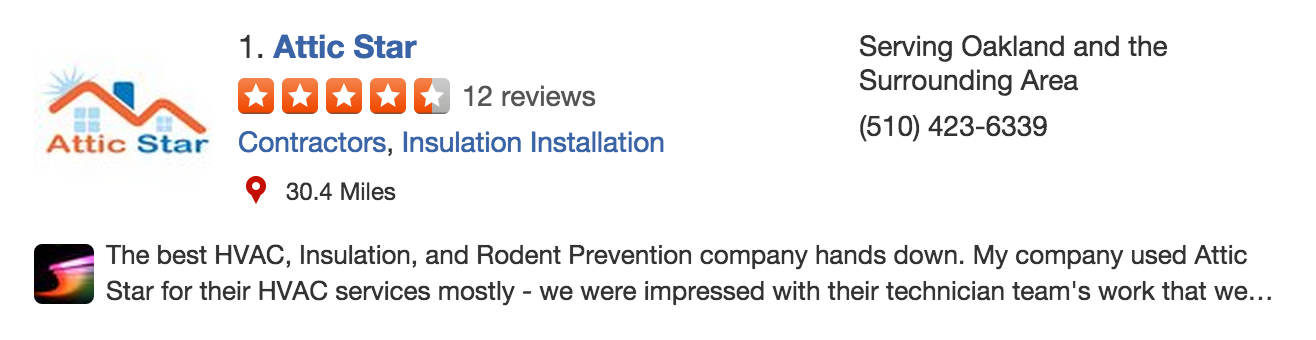 Attic Star
1. Attic Star
12 reviews
Contractors, Insulation Installation
30.4 Miles
Serving Oakland and the
Surrounding Area
(510) 423-6339
The best HVAC, Insulation, and Rodent Prevention company hands down. My company used Attic
Star for their HVAC services mostly - we were impressed with their technician team's work that we...